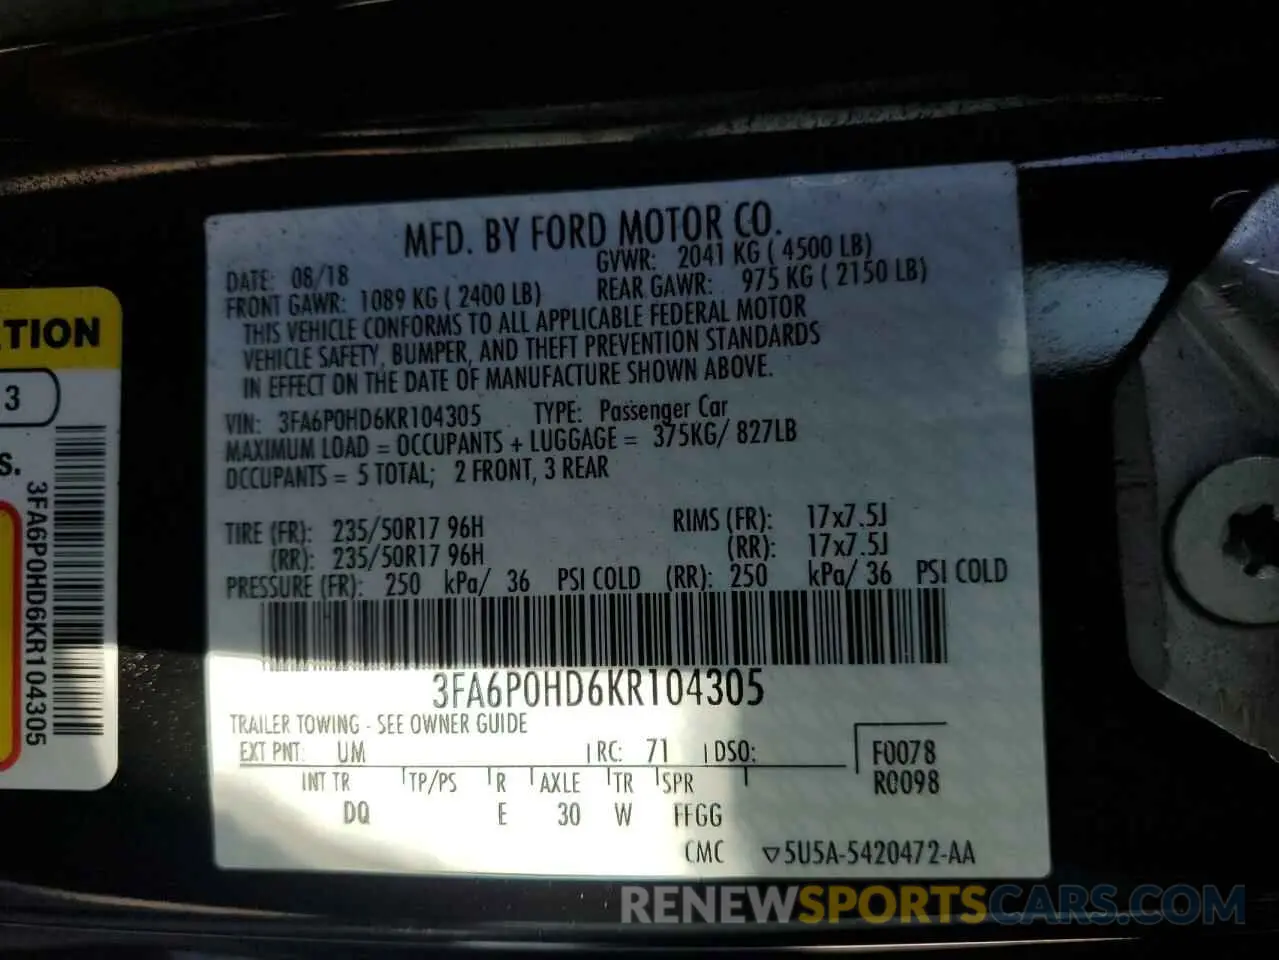 MFD. BY FORD MOTOR CO.
DATE: 08/18 GVWR: 2041 KG ( 4500 LB)
FRONT GAWR: 1089 KG ( 2400 LB) REAR GAWR: 975 KG ( 2150 LB)
THIS VEHICLE CONFORMS TO ALL APPLICABLE FEDERAL MOTOR
VEHICLE SAFETY, BUMPER, AND THEFT PREVENTION STANDARDS
IN EFFECT ON THE DATE OF MANUFACTURE SHOWN ABOVE.
VIN: 3FA6P0HD6KR104305 TYPE: Passenger Car
MAXIMUM LOAD = OCCUPANTS + LUGGAGE = 375KG/ 827LB
OCCUPANTS = 5 TOTAL; 2 FRONT, 3 REAR
TIRE (FR): 235/50R17 96H RIMS (FR): 17x7.5J
(RR): 235/50R17 96H (RR): 17x7.5J
PRESSURE (FR): 250 kPa/ 36 PSI COLD (RR): 250 kPa/ 36 PSI COLD
3FA6P0HD6KR104305
TRAILER TOWING - SEE OWNER GUIDE
EXT PNT: UM RC: 71 DSO: F0078
INT TR TP/PS R AXLE TR SPR R0098
DQ E 30 W FFGG
CMC ▽5U5A-5420472-AA
TION
3
S.
3FA6P0HD6KR104305
RENEWSPORTSCARS.COM